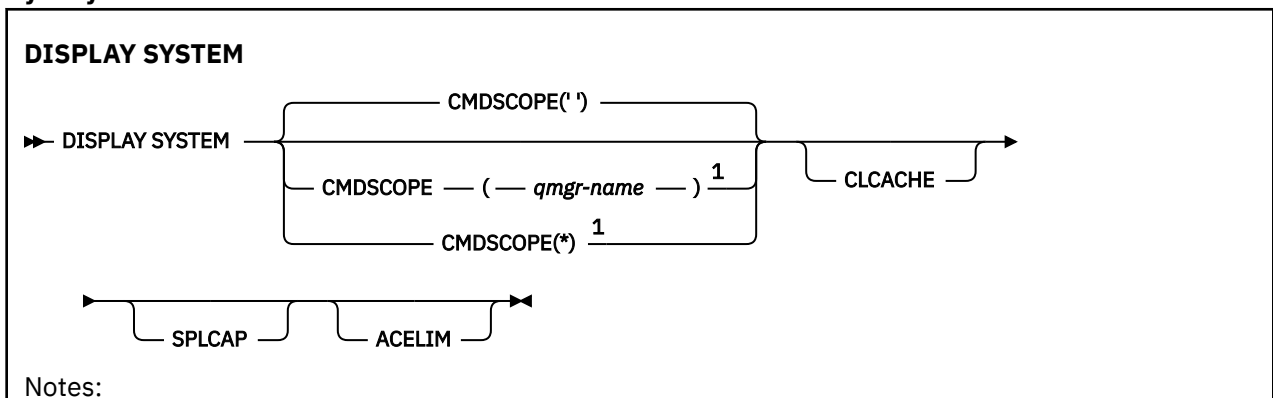 DISPLAY SYSTEM
CMDSCOPE(' ')
DISPLAY SYSTEM
CMDSCOPE ( qmgr-name ) 1
CLCACHE
CMDSCOPE(*) 1
SPLCAP
ACELIM
Notes: